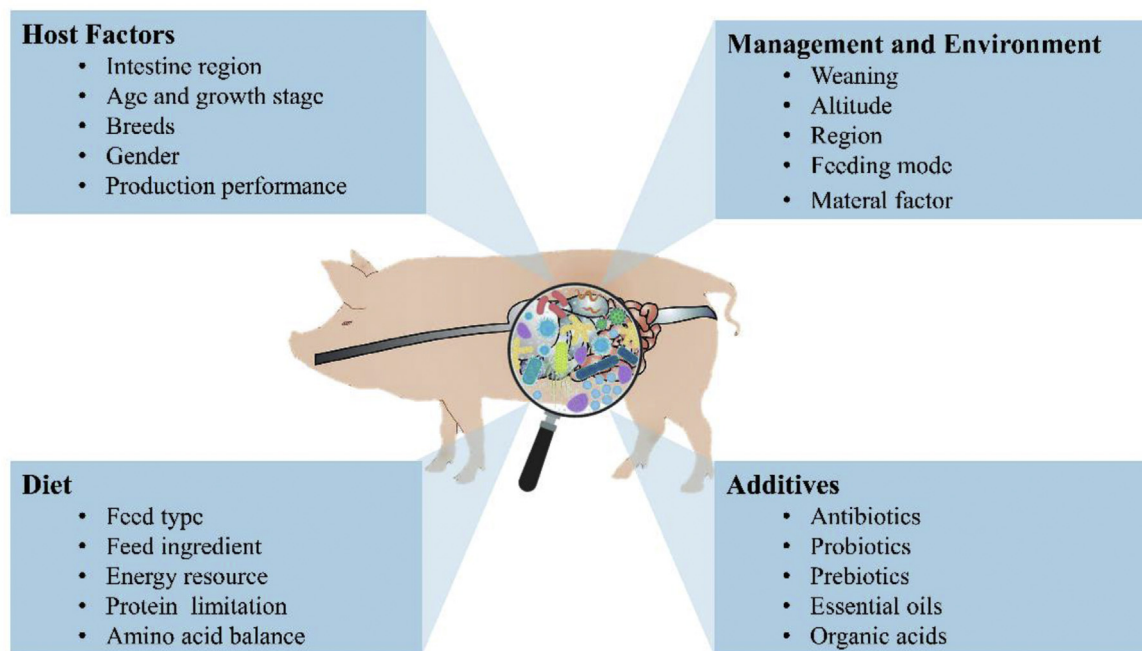 Host Factors
• Intestine region
• Age and growth stage
• Breeds
• Gender
• Production performance
Management and Environment
• Weaning
• Altitude
• Region
• Feeding mode
• Materal factor
Diet
• Feed type
• Feed ingredient
• Energy resource
• Protein limitation
• Amino acid balance
Additives
• Antibiotics
• Probiotics
• Prebiotics
• Essential oils
• Organic acids